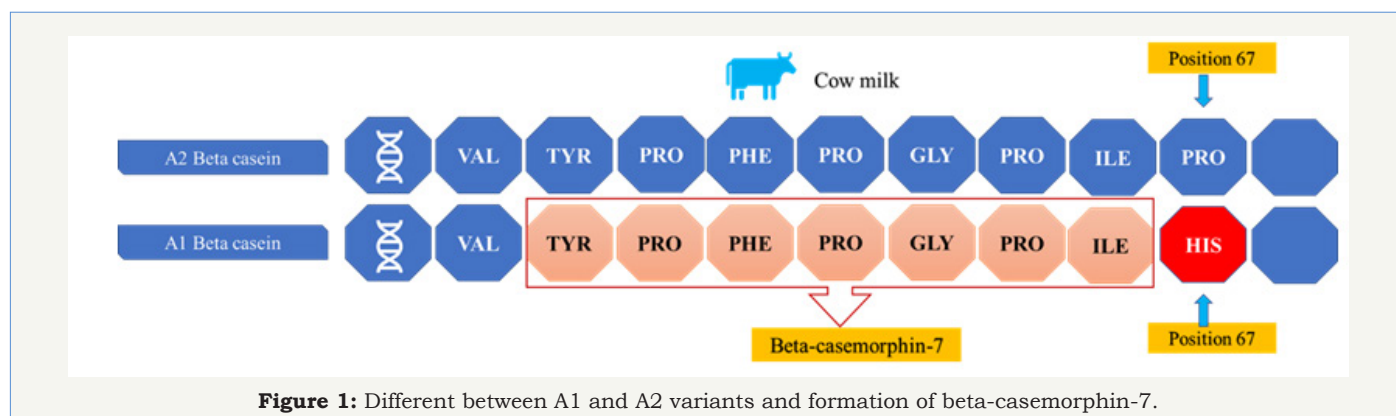 Position 67
Cow milk
A2 Beta casein VAL TYR PRO PHE PRO GLY PRO ILE PRO
A1 Beta casein VAL TYR PRO PHE PRO GLY PRO ILE HIS
Beta-casemorphin-7 Position 67
Figure 1: Different between A1 and A2 variants and formation of beta-casemorphin-7.